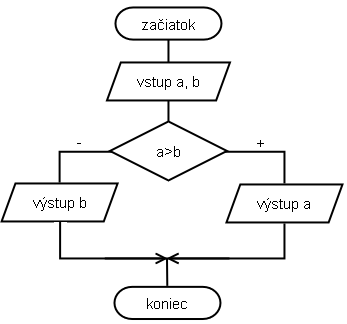 začiatok
vstup a, b
a>b
-
+
výstup b
výstup a
koniec